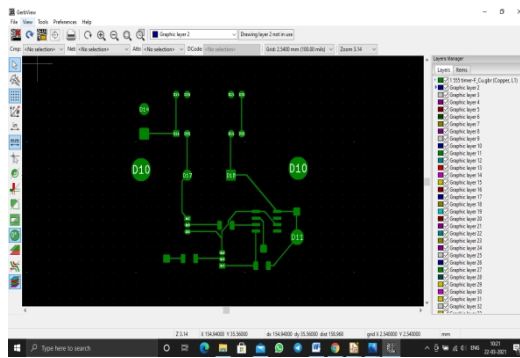 GerbView
File View Tools Preferences Help
Graphic layer 2 Drawing layer 2 not in use
Cmp: <No selection> Net: <No selection> Attr: <No selection> DCode: <No selection> Grid: 2.5400 mm (100.00 mils) Zoom 3.14
Layers Manager
Layers Items
1 555 timer-F_Cu.gbr (Copper, L1)
Graphic layer 2
Graphic layer 3
Graphic layer 4
Graphic layer 5
Graphic layer 6
Graphic layer 7
Graphic layer 8
Graphic layer 9
Graphic layer 10
Graphic layer 11
Graphic layer 12
Graphic layer 13
Graphic layer 14
Graphic layer 15
Graphic layer 16
Graphic layer 17
Graphic layer 18
Graphic layer 19
Graphic layer 20
Graphic layer 21
Graphic layer 22
Graphic layer 23
Graphic layer 24
Graphic layer 25
Graphic layer 26
Graphic layer 27
Graphic layer 28
Graphic layer 29
Graphic layer 30
Graphic layer 31
Graphic layer 32
D14
D10
D17
D18
D10
D11
Z 3.14 X 154.94000 Y 35.56000 dx 154.94000 dy 35.56000 dist 158.968 grid X 2.540000 Y 2.540000 mm
Type here to search
ENG
10:21
22-03-2021